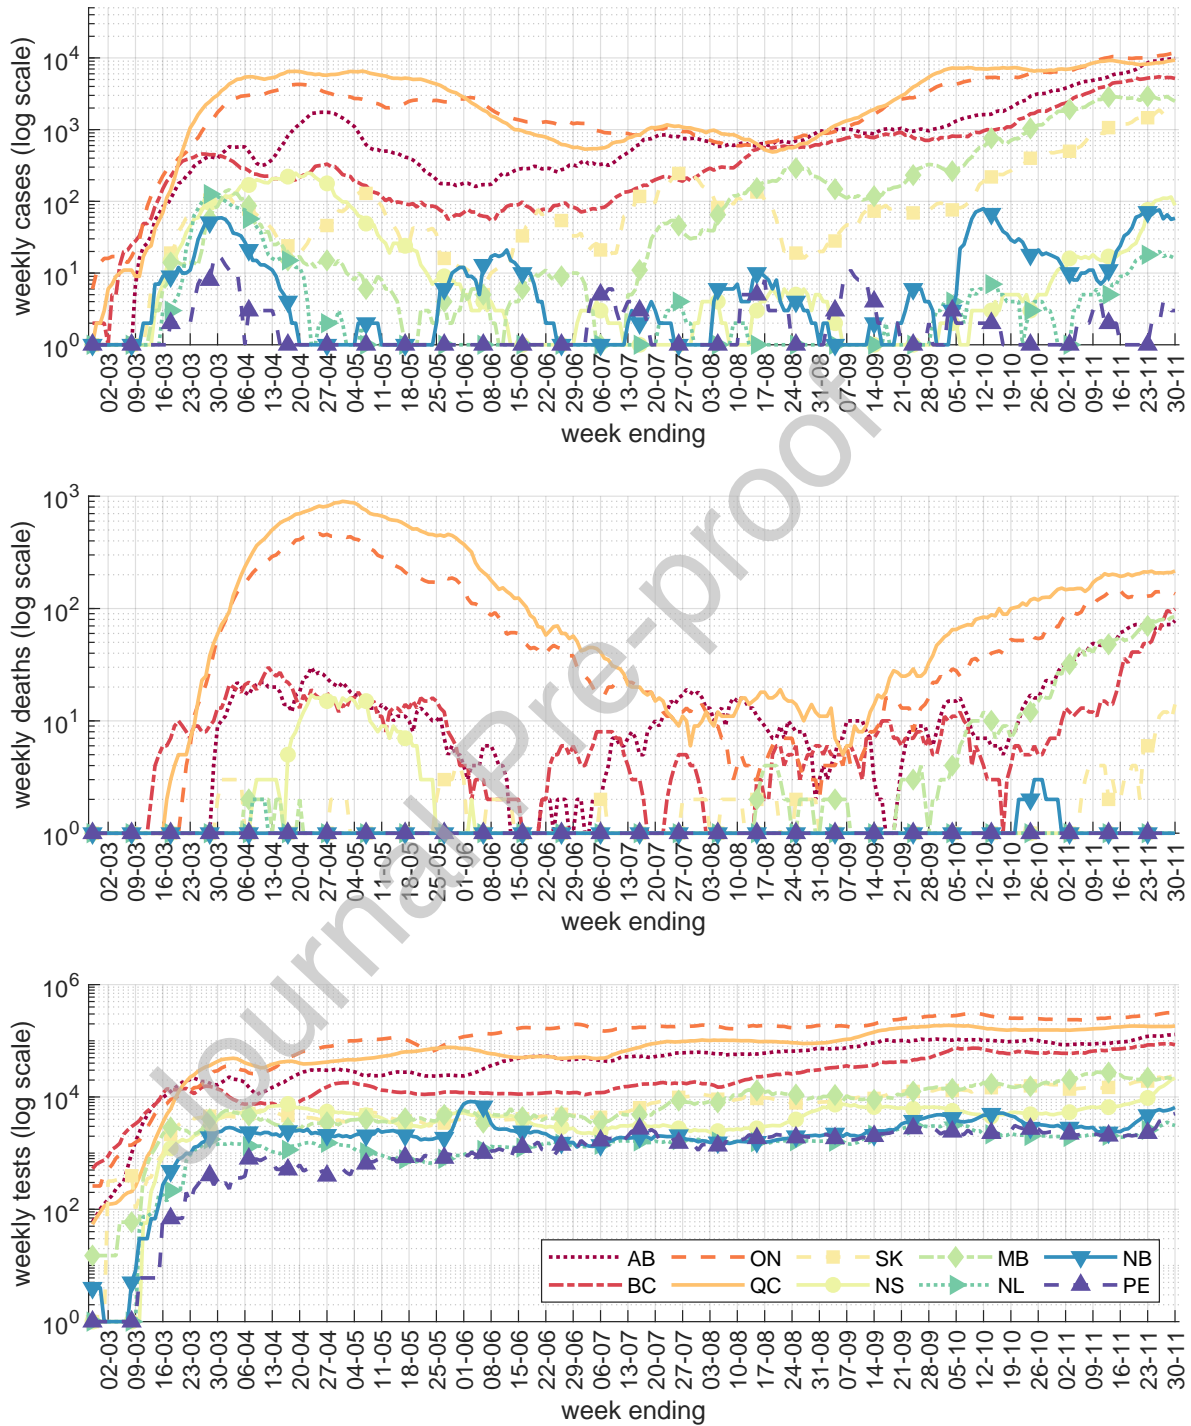 weekly cases (log scale)
10^4
10^3
10^2
10^1
10^0
02-03 09-03 23-03 30-03 06-04 13-04 20-04 27-04 04-05 11-05 18-05 25-05 01-06 08-06 15-06 22-06 29-06 06-07 13-07 20-07 27-07 03-08 10-08 17-08 24-08 31-08 07-09 14-09 21-09 28-09 05-10 12-10 19-10 26-10 02-11 09-11 16-11 23-11 30-11
week ending
weekly deaths (log scale)
10^3
10^2
10^1
10^0
02-03 09-03 16-03 23-03 30-03 06-04 13-04 20-04 27-04 04-05 11-05 18-05 25-05 01-06 08-06 15-06 22-06 29-06 06-07 13-07 20-07 27-07 03-08 10-08 17-08 24-08 31-08 07-09 14-09 21-09 28-09 05-10 12-10 19-10 26-10 02-11 09-11 16-11 23-11 30-11
week ending
weekly tests (log scale)
10^6
10^4
10^2
10^0
02-03 09-03 16-03 23-03 30-03 06-04 13-04 20-04 27-04 04-05 11-05 18-05 25-05 01-06 08-06 15-06 22-06 29-06 06-07 13-07 20-07 27-07 03-08 10-08 17-08 24-08 31-08 07-09 14-09 21-09 28-09 05-10 12-10 19-10 26-10 02-11 09-11 16-11 23-11 30-11
week ending
AB ON SK MB NB
BC QC NS NL PE
Journal Pre-proof